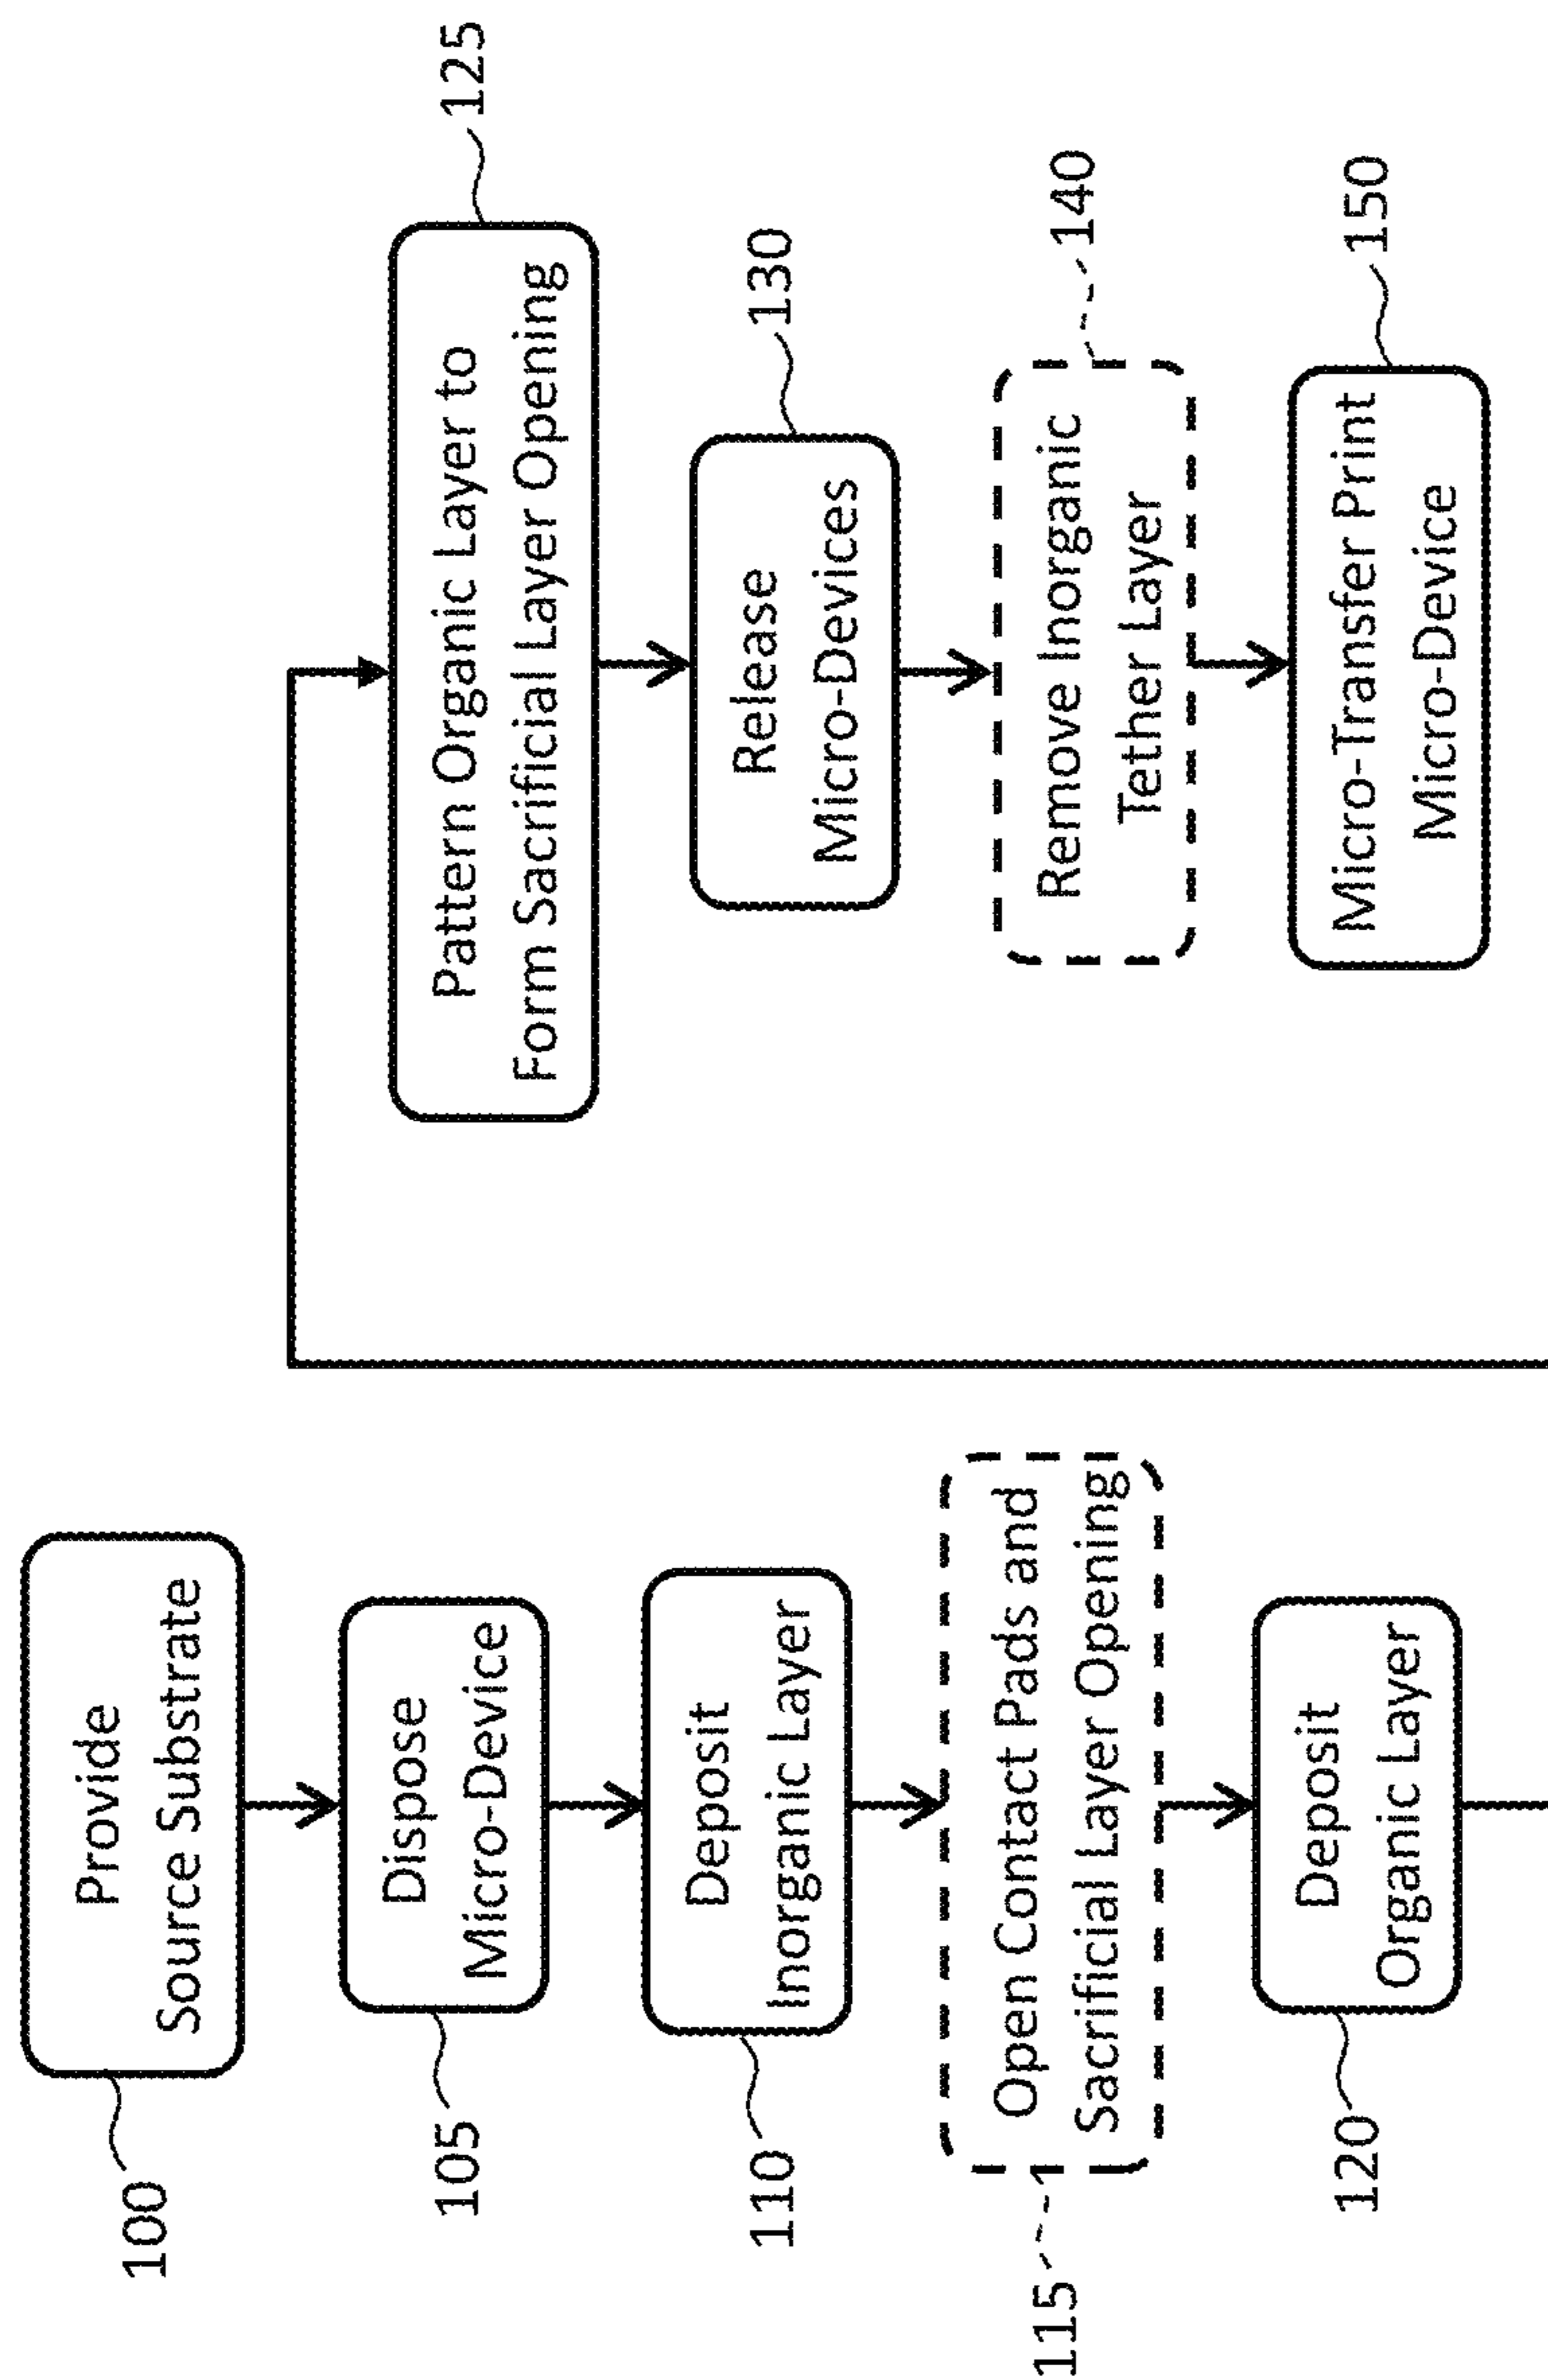 100
Provide
Source Substrate
105
Dispose
Micro-Device
110
Deposit
Inorganic Layer
115
Open Contact Pads and
Sacrificial Layer Opening
120
Deposit
Organic Layer
125
Pattern Organic Layer to
Form Sacrificial Layer Opening
130
Release
Micro-Devices
140
Remove Inorganic
Tether Layer
150
Micro-Transfer Print
Micro-Device